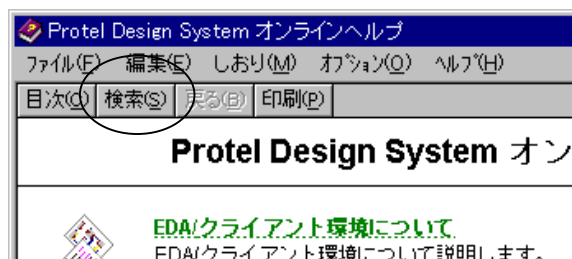 Protel Design System オンラインヘルプ
ファイル(F) 編集(E) しおり(M) オプション(O) ヘルプ(H)
目次(C) 検索(S) 戻る(B) 印刷(P)
Protel Design System オン
EDA/クライアント環境について
EDA/クライアント環境について説明します。